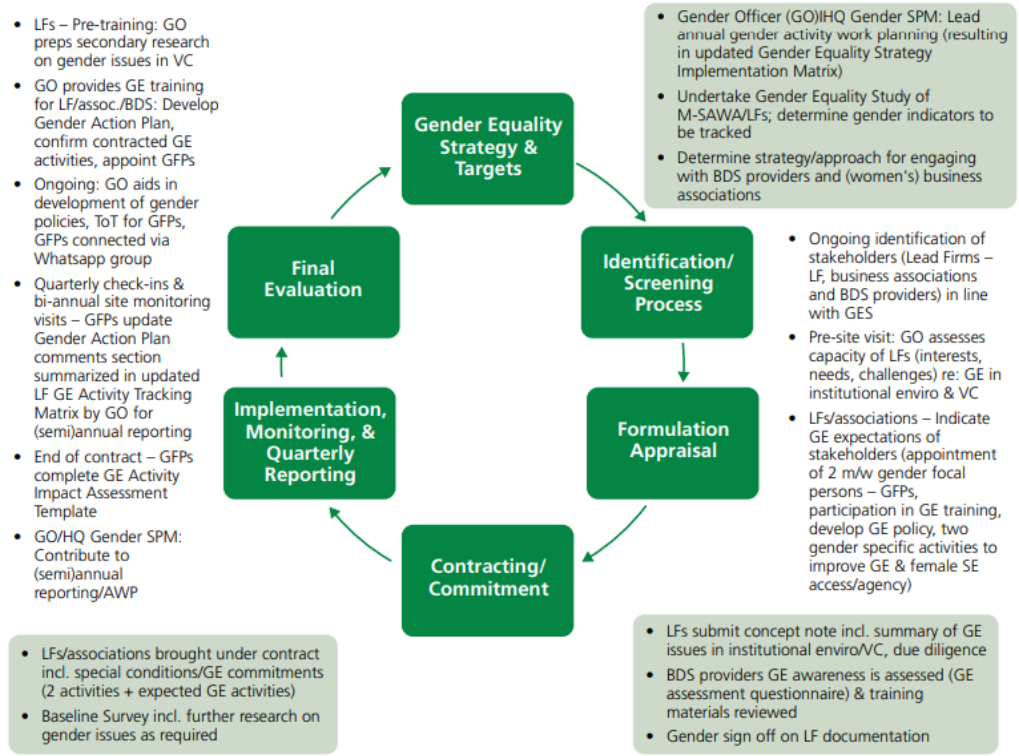 • LFs – Pre-training: GO
preps secondary research
on gender issues in VC
• GO provides GE training
for LF/assoc./BDS: Develop
Gender Action Plan,
confirm contracted GE
activities, appoint GFPs
• Ongoing: GO aids in
development of gender
policies, ToT for GFPs,
GFPs connected via
Whatsapp group
• Quarterly check-ins &
bi-annual site monitoring
visits – GFPs update
Gender Action Plan
comments section
summarized in updated
LF GE Activity Tracking
Matrix by GO for
(semi)annual reporting
• End of contract – GFPs
complete GE Activity
Impact Assessment
Template
• GO/HQ Gender SPM:
Contribute to
(semi)annual
reporting/AWP
Gender Equality
Strategy &
Targets
• Gender Officer (GO)IHQ Gender SPM: Lead
annual gender activity work planning (resulting
in updated Gender Equality Strategy
Implementation Matrix)
• Undertake Gender Equality Study of
M-SAWA/LFs; determine gender indicators to
be tracked
• Determine strategy/approach for engaging
with BDS providers and (women's) business
associations
Final
Evaluation
Identification/
Screening
Process
• Ongoing identification of
stakeholders (Lead Firms –
LF, business associations
and BDS providers) in line
with GES
• Pre-site visit: GO assesses
capacity of LFs (interests,
needs, challenges) re: GE in
institutional enviro & VC
• LFs/associations – Indicate
GE expectations of
stakeholders (appointment
of 2 m/w gender focal
persons – GFPs,
participation in GE training,
develop GE policy, two
gender specific activities to
improve GE & female SE
access/agency)
Implementation,
Monitoring, &
Quarterly
Reporting
Formulation
Appraisal
Contracting/
Commitment
• LFs/associations brought under contract
incl. special conditions/GE commitments
(2 activities + expected GE activities)
• Baseline Survey incl. further research on
gender issues as required
• LFs submit concept note incl. summary of GE
issues in institutional enviro/VC, due diligence
• BDS providers GE awareness is assessed (GE
assessment questionnaire) & training
materials reviewed
• Gender sign off on LF documentation